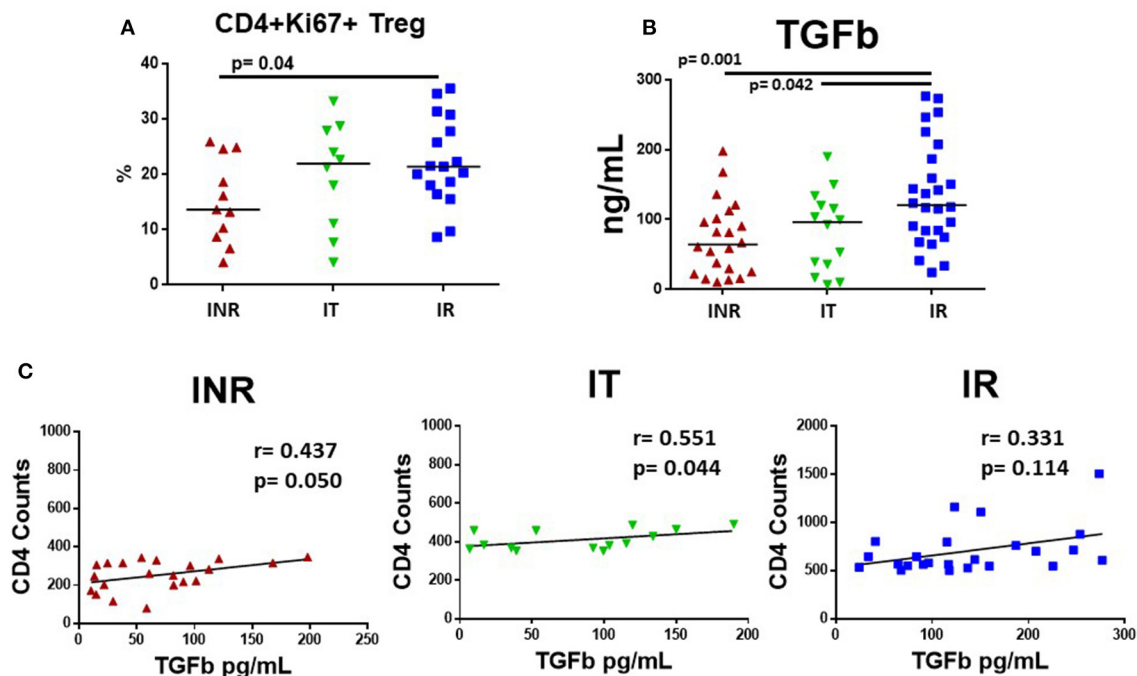 A
CD4+Ki67+ Treg
p= 0.04
40
30
20
10
0
%
INR IT IR
B
TGFb
p= 0.001
p= 0.042
300
200
100
0
ng/mL
INR IT IR
C
INR
r= 0.437
p= 0.050
1000
800
600
400
200
0
CD4 Counts
0 50 100 150 200 250
TGFb pg/mL
IT
r= 0.551
p= 0.044
1000
800
600
400
200
0
CD4 Counts
0 50 100 150 200
TGFb pg/mL
IR
r= 0.331
p= 0.114
2000
1500
1000
500
0
CD4 Counts
0 100 200 300
TGFb pg/mL